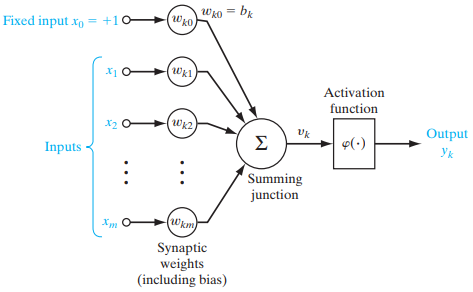 Fixed input x0 = +1
wk0
wk0 = bk
x1
wk1
Activation
function
x2
wk2
Inputs
Σ
vk
φ(·)
Output
yk
Summing
junction
xm
wkm
Synaptic
weights
(including bias)